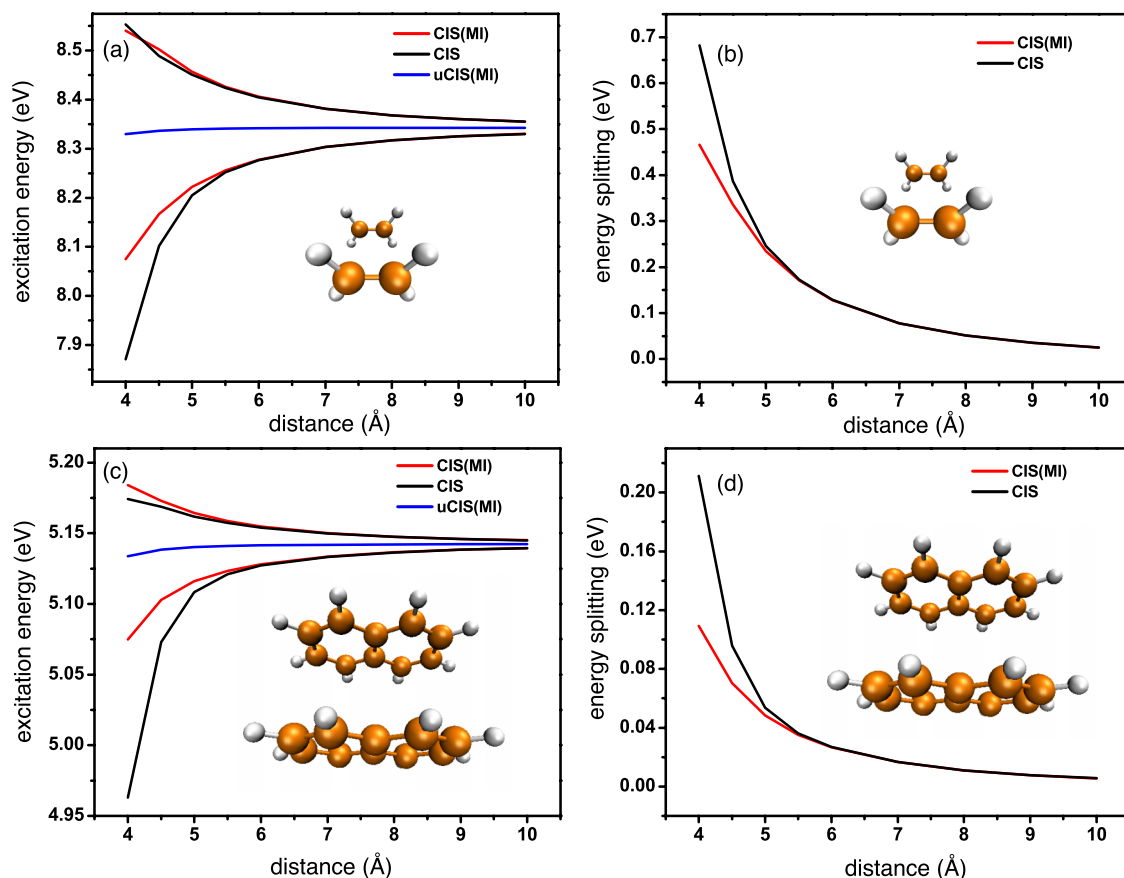 (a)
CIS(MI)
CIS
uCIS(MI)
excitation energy (eV)
8.5
8.4
8.3
8.2
8.1
8.0
7.9
4 5 6 7 8 9 10
distance (Å)
(b)
CIS(MI)
CIS
energy splitting (eV)
0.7
0.6
0.5
0.4
0.3
0.2
0.1
0.0
4 5 6 7 8 9 10
distance (Å)
(c)
CIS(MI)
CIS
uCIS(MI)
excitation energy (eV)
5.20
5.15
5.10
5.05
5.00
4.95
4 5 6 7 8 9 10
distance (Å)
(d)
CIS(MI)
CIS
energy splitting (eV)
0.20
0.16
0.12
0.08
0.04
0.00
4 5 6 7 8 9 10
distance (Å)